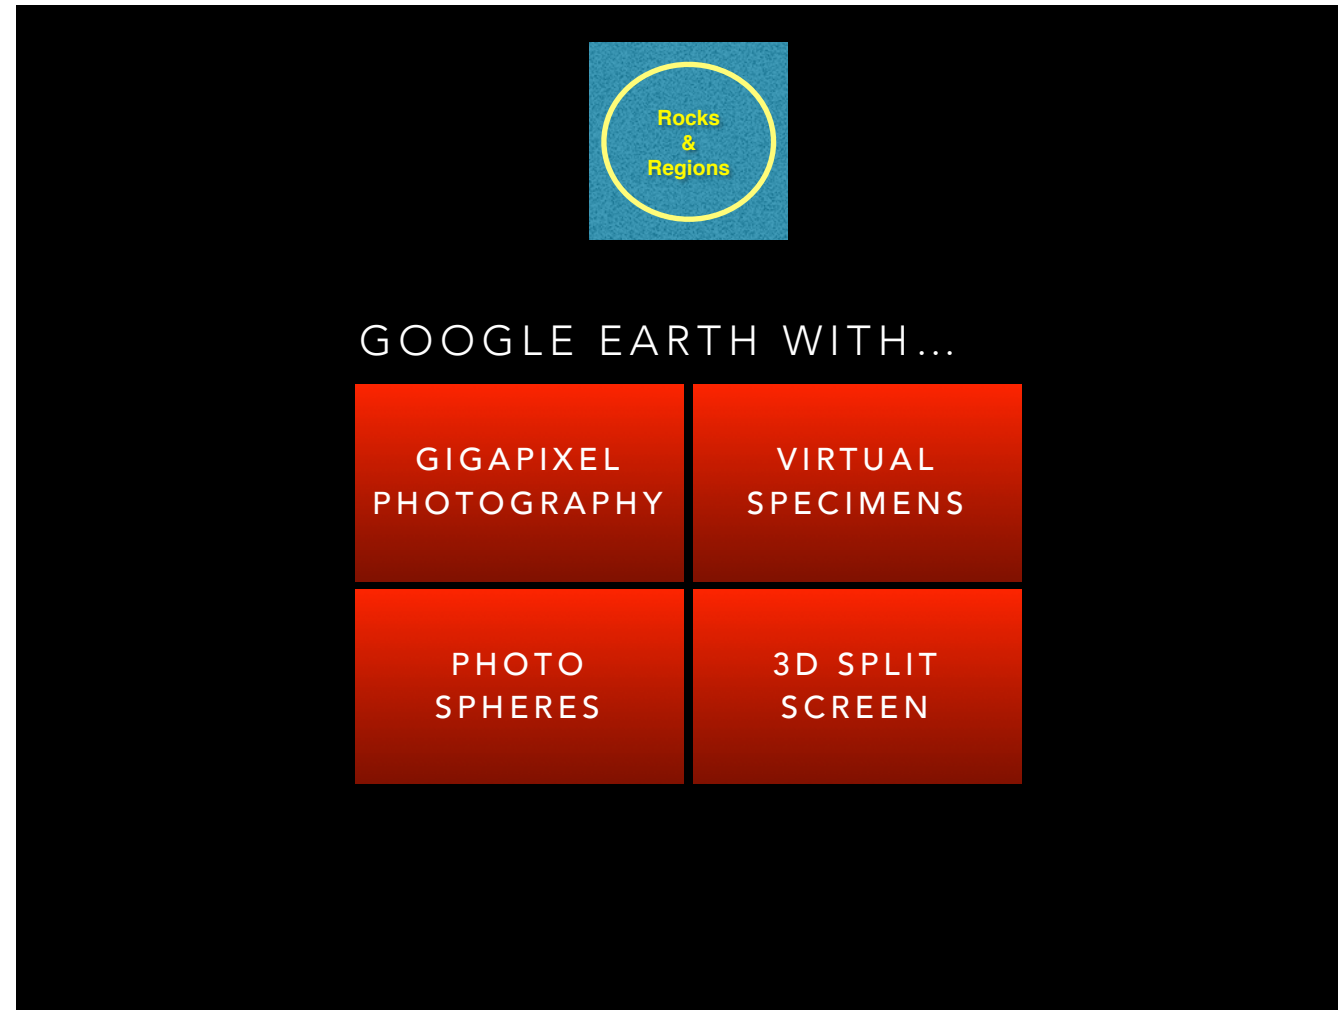 Rocks
&
Regions
GOOGLE EARTH WITH…
GIGAPIXEL
PHOTOGRAPHY
VIRTUAL
SPECIMENS
PHOTO
SPHERES
3D SPLIT
SCREEN